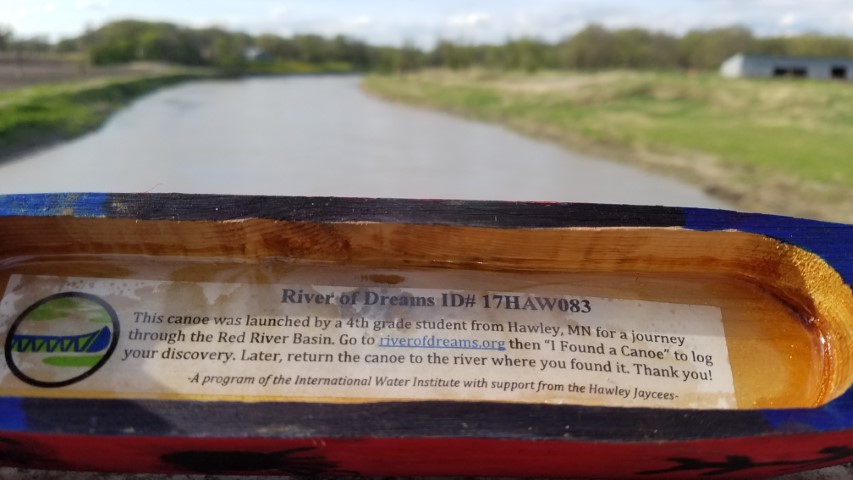 River of Dreams ID# 17HAW083
This canoe was launched by a 4th grade student from Hawley, MN for a journey
through the Red River Basin. Go to riverofdreams.org then "I Found a Canoe" to log
your discovery. Later, return the canoe to the river where you found it. Thank you!
-A program of the International Water Institute with support from the Hawley Jaycees-